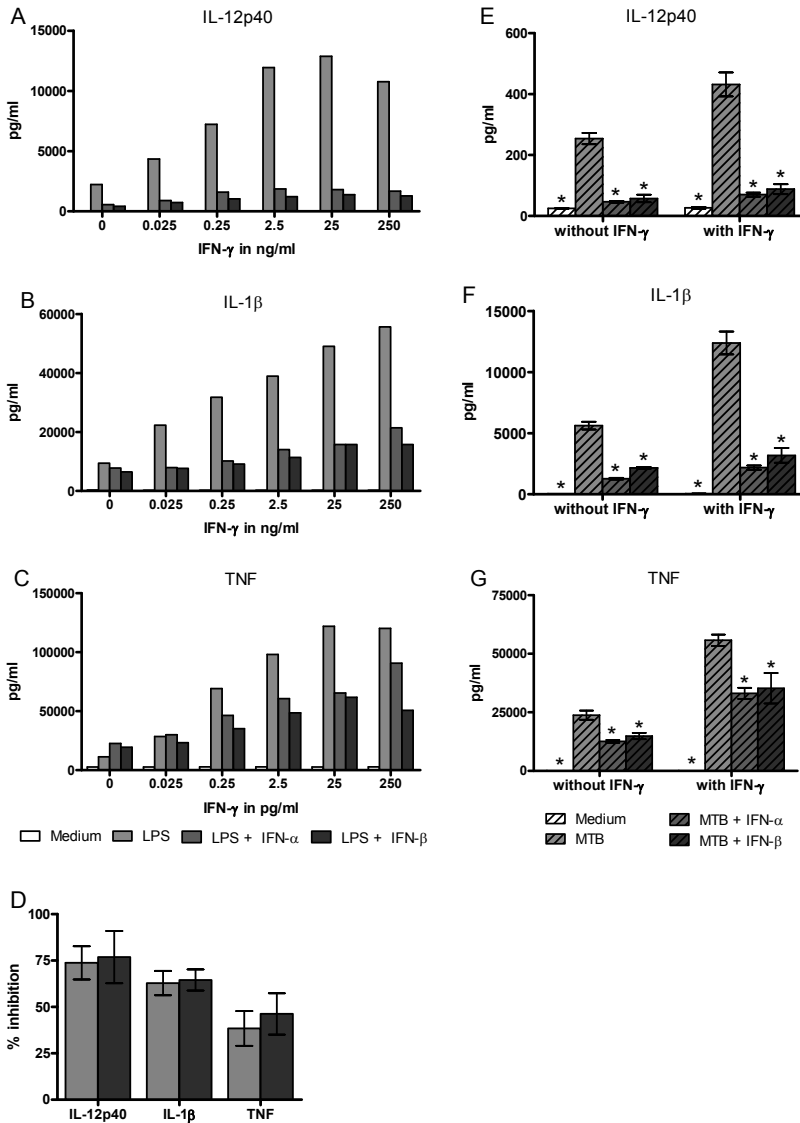 A
IL-12p40
pg/ml
15000
10000
5000
0
0 0.025 0.25 2.5 25 250
IFN-γ in ng/ml
B
IL-1β
pg/ml
60000
40000
20000
0
0 0.025 0.25 2.5 25 250
IFN-γ in ng/ml
C
TNF
pg/ml
150000
100000
50000
0
0 0.025 0.25 2.5 25 250
IFN-γ in pg/ml
Medium LPS LPS + IFN-α LPS + IFN-β
D
% inhibition
100
75
50
25
0
IL-12p40 IL-1β TNF
E
IL-12p40
pg/ml
600
400
200
0
* * * * * *
without IFN-γ with IFN-γ
F
IL-1β
pg/ml
15000
10000
5000
0
* * * * * *
without IFN-γ with IFN-γ
G
TNF
pg/ml
75000
50000
25000
0
* * * * * *
without IFN-γ with IFN-γ
Medium MTB + IFN-α
MTB MTB + IFN-β